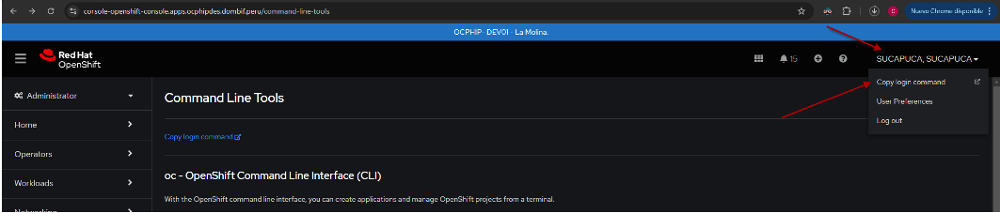 console-openshift-console.apps.ocphipdes.dombif.peru/command-line-tools
Nuevo Chrome disponible
OCPHIP- DEV01 - La Molina.
Red Hat
OpenShift
15
SUCAPUCA, SUCAPUCA
Copy login command
User Preferences
Log out
Administrator
Home
Operators
Workloads
Networking
Command Line Tools
Copy login command
oc - OpenShift Command Line Interface (CLI)
With the OpenShift command line interface, you can create applications and manage OpenShift projects from a terminal.